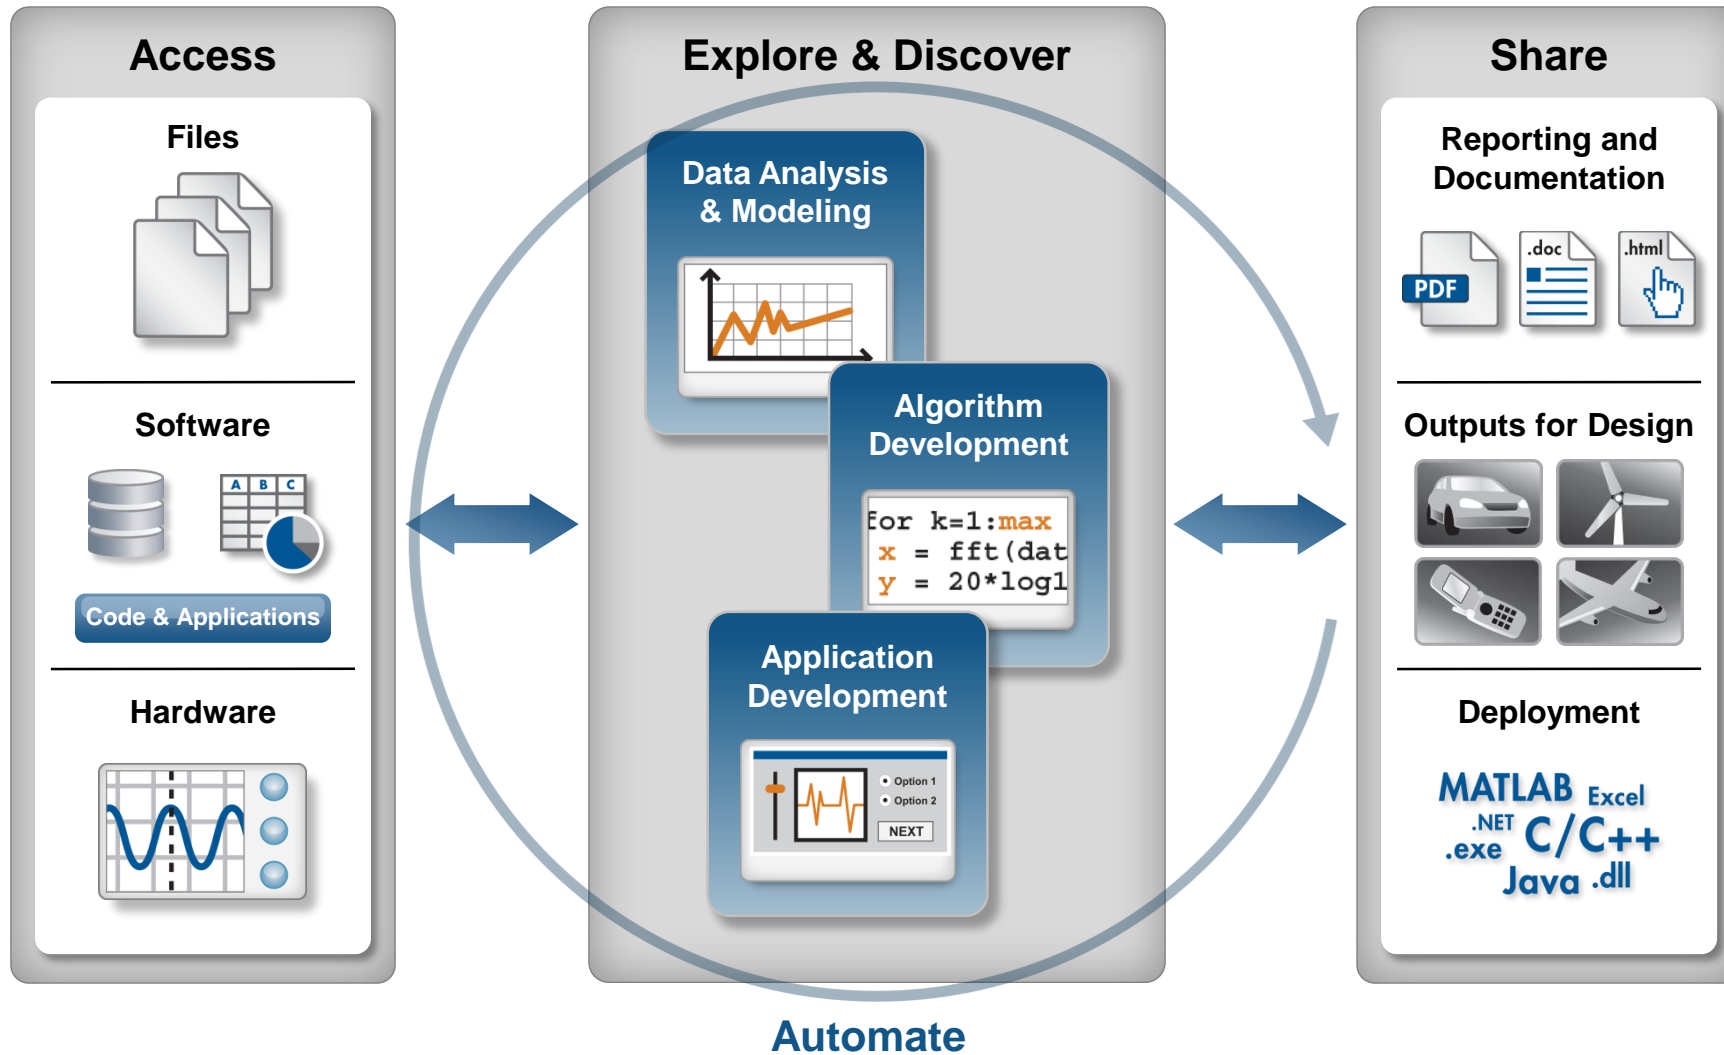 Access
Files
Software
A B C
Code & Applications
Hardware
Explore & Discover
Data Analysis
& Modeling
Algorithm
Development
for k=1:max
x = fft(dat
y = 20*log1
Application
Development
Option 1
Option 2
NEXT
Automate
Share
Reporting and
Documentation
PDF
.doc
.html
Outputs for Design
Deployment
MATLAB Excel
.NET C/C++
.exe
Java .dll